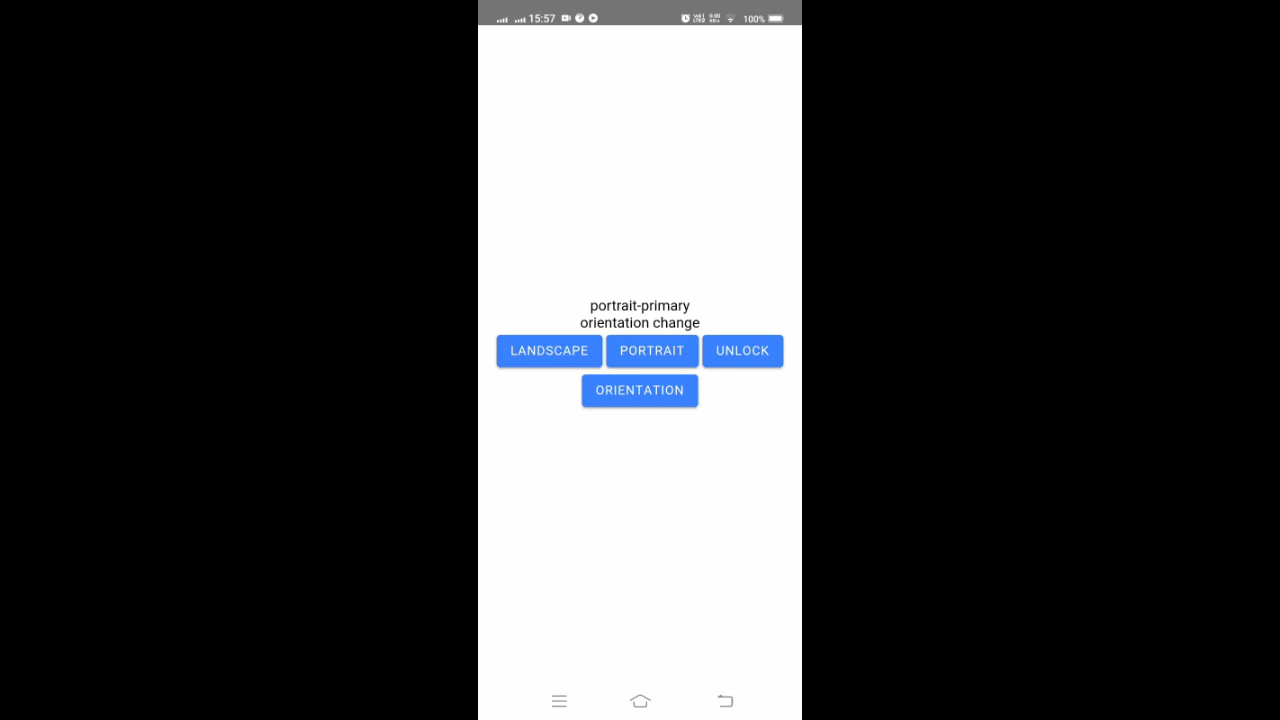 15:57
100%
portrait-primary
orientation change
LANDSCAPE PORTRAIT UNLOCK
ORIENTATION